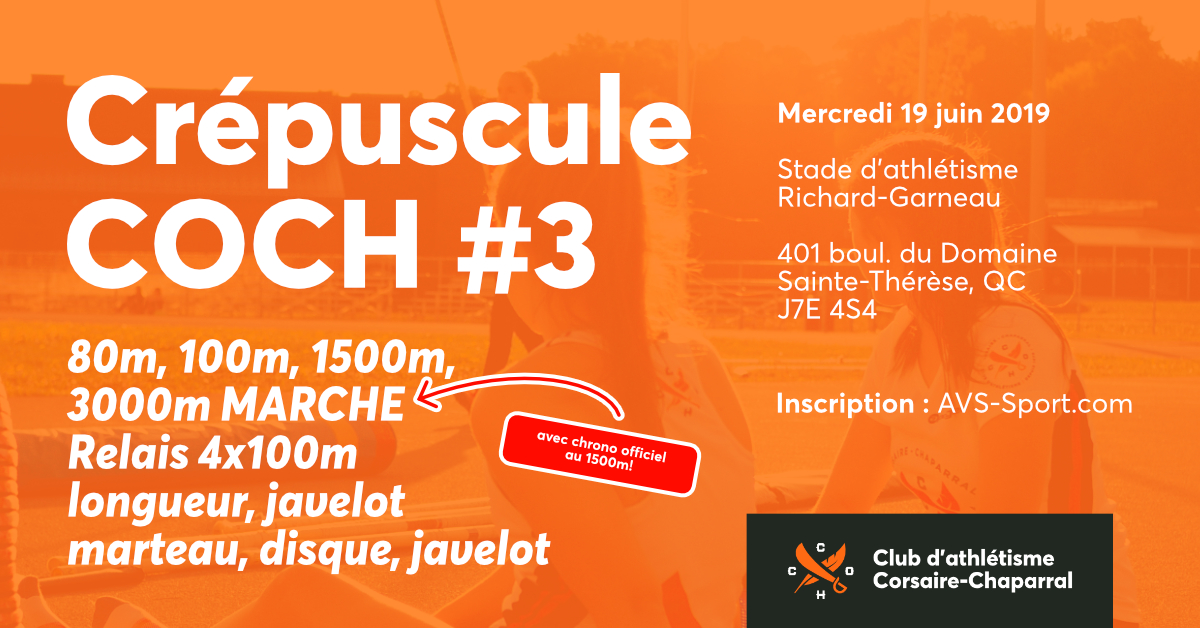 Crépuscule
COCH #3
80m, 100m, 1500m,
3000m MARCHE
Relais 4x100m
longueur, javelot
marteau, disque, javelot
avec chrono officiel
au 1500m!
Mercredi 19 juin 2019
Stade d'athlétisme
Richard-Garneau
401 boul. du Domaine
Sainte-Thérèse, QC
J7E 4S4
Inscription : AVS-Sport.com
C
C O
H
Club d'athlétisme
Corsaire-Chaparral